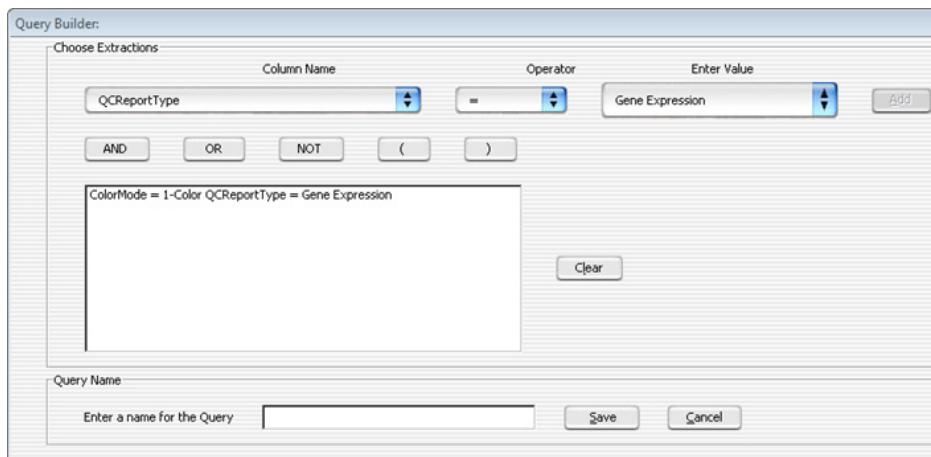 Query Builder:
Choose Extractions
Column Name Operator Enter Value
QCReportType = Gene Expression Add
AND OR NOT ( )
ColorMode = 1-Color QCReportType = Gene Expression
Clear
Query Name
Enter a name for the Query Save Cancel